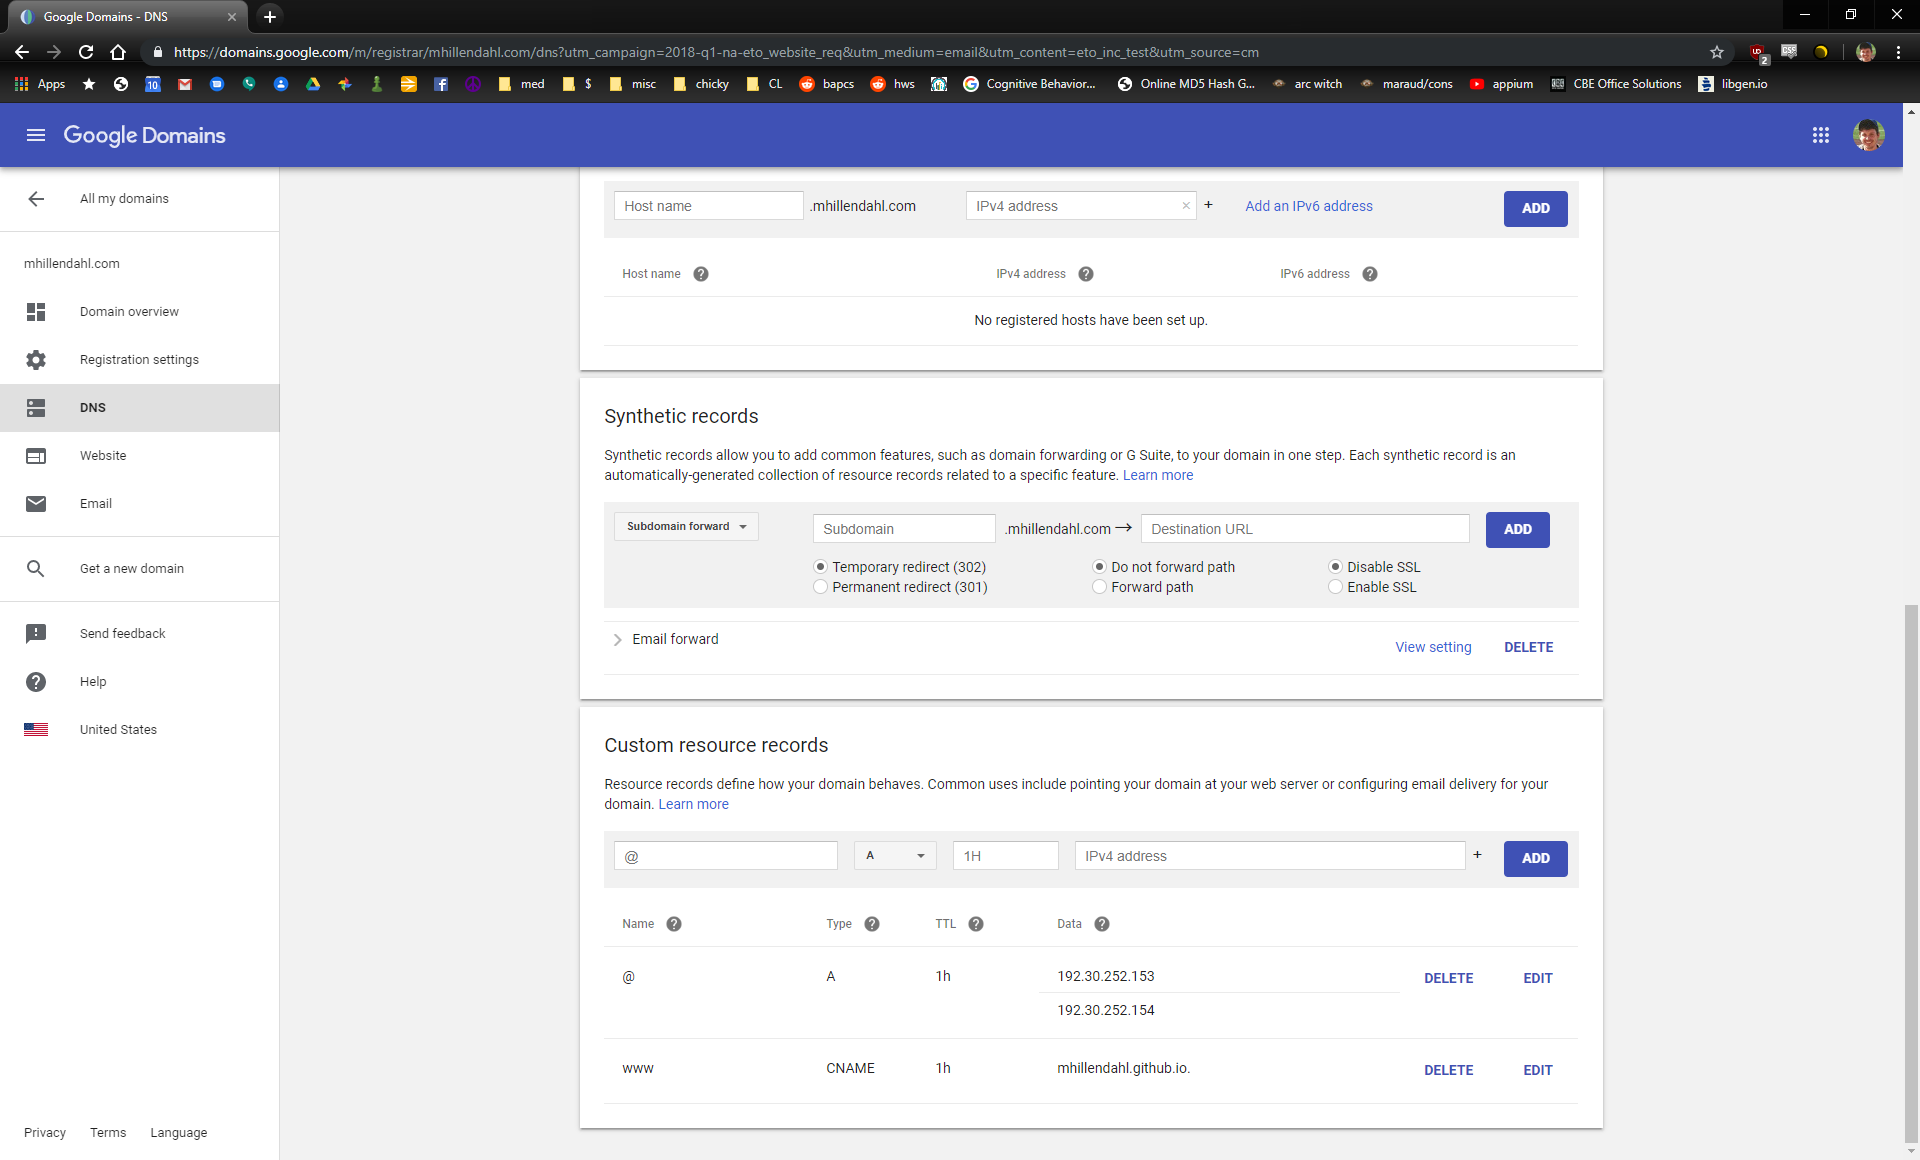 Google Domains - DNS
https://domains.google.com/m/registrar/mhillendahl.com/dns?utm_campaign=2018-q1-na-eto_website_req&utm_medium=email&utm_content=eto_inc_test&utm_source=cm
2
Apps
10
med
$
misc
chicky
CL
bapcs
hws
Cognitive Behavior...
Online MD5 Hash G...
arc witch
maraud/cons
appium
CBE Office Solutions
libgen.io
Google Domains
All my domains
mhillendahl.com
Domain overview
Registration settings
DNS
Website
Email
Get a new domain
Send feedback
Help
United States
Privacy Terms Language
Host name .mhillendahl.com IPv4 address × + Add an IPv6 address ADD
Host name ? IPv4 address ? IPv6 address ?
No registered hosts have been set up.
Synthetic records
Synthetic records allow you to add common features, such as domain forwarding or G Suite, to your domain in one step. Each synthetic record is an
automatically-generated collection of resource records related to a specific feature. Learn more
Subdomain forward Subdomain .mhillendahl.com → Destination URL ADD
Temporary redirect (302) Do not forward path Disable SSL
Permanent redirect (301) Forward path Enable SSL
Email forward View setting DELETE
Custom resource records
Resource records define how your domain behaves. Common uses include pointing your domain at your web server or configuring email delivery for your
domain. Learn more
@ A 1H IPv4 address + ADD
Name ? Type ? TTL ? Data ?
@ A 1h 192.30.252.153 DELETE EDIT
192.30.252.154
www CNAME 1h mhillendahl.github.io. DELETE EDIT